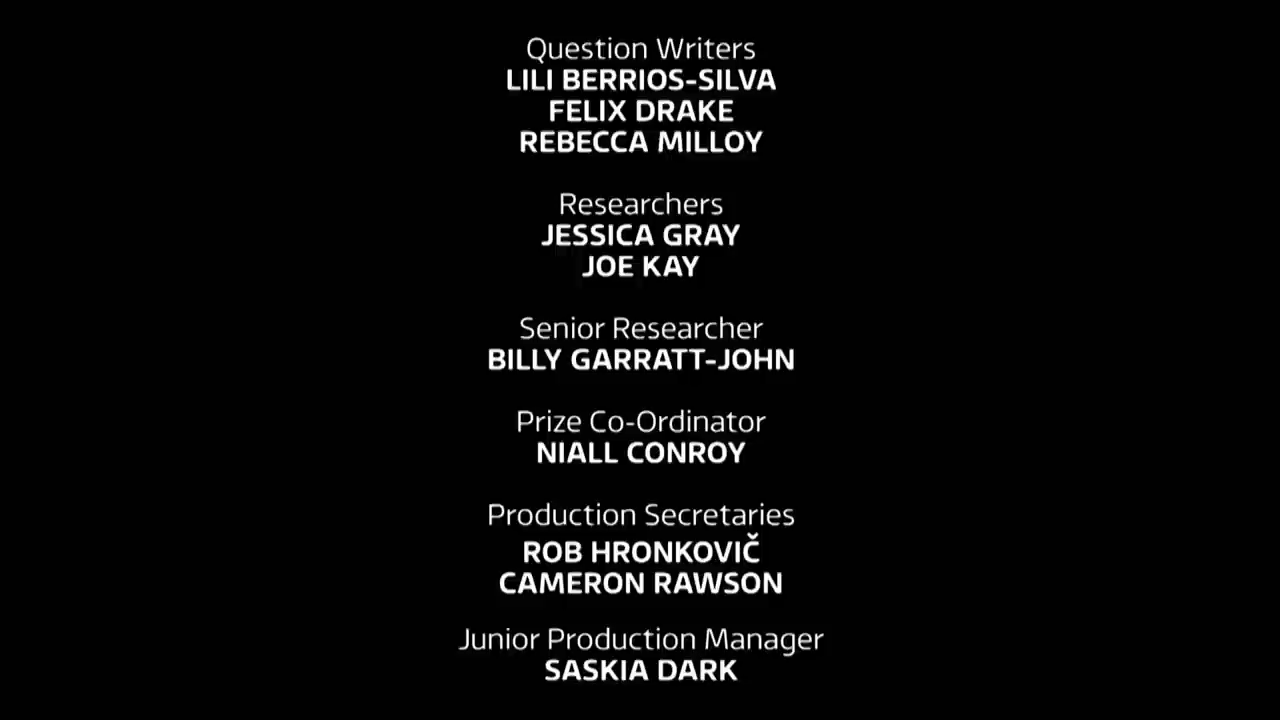 Question Writers
LILI BERRIOS-SILVA
FELIX DRAKE
REBECCA MILLOY
Researchers
JESSICA GRAY
JOE KAY
Senior Researcher
BILLY GARRATT-JOHN
Prize Co-Ordinator
NIALL CONROY
Production Secretaries
ROB HRONKOVIČ
CAMERON RAWSON
Junior Production Manager
SASKIA DARK